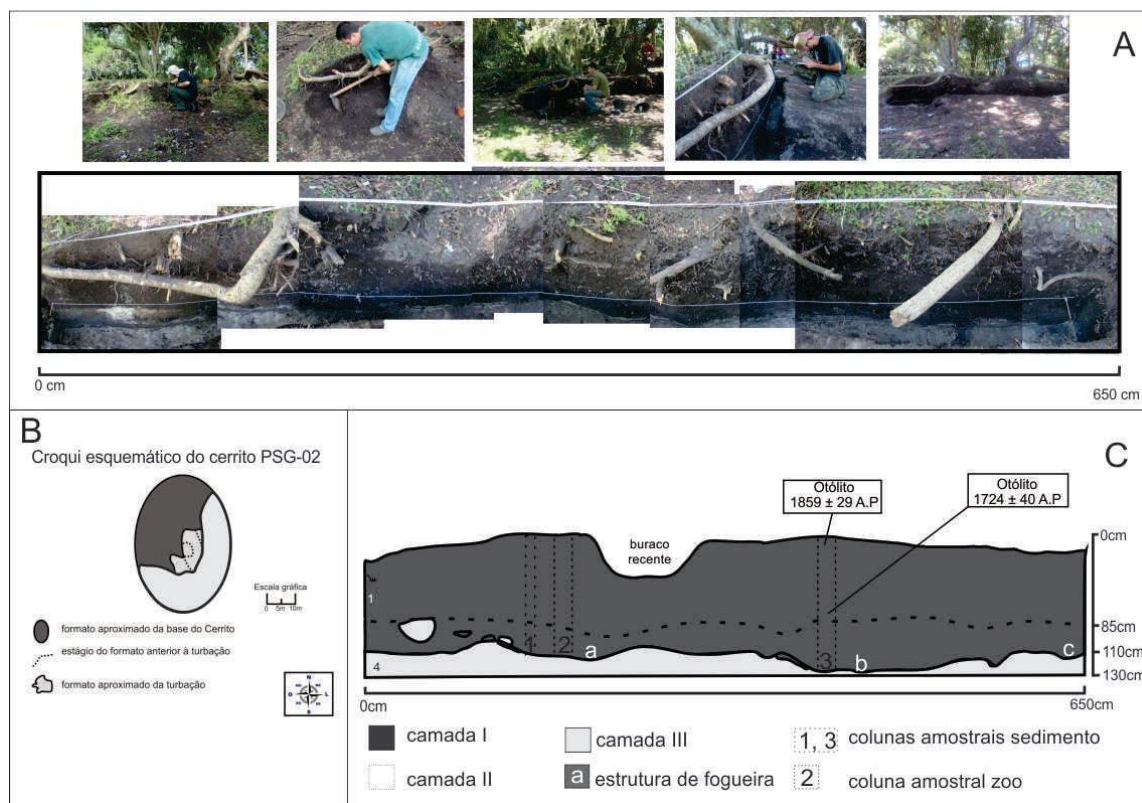 A
0 cm
650 cm
B
Croqui esquemático do cerrito PSG-02
Escala gráfica
0 5m 10m
formato aproximado da base do Cerrito
estágio do formato anterior à turbação
formato aproximado da turbação
N
O
L
S
C
Otólito
1859 ± 29 A.P
Otólito
1724 ± 40 A.P
buraco
recente
0cm
1
85cm
1 2 a
110cm
3 b c
4
130cm
0cm
650cm
camada I
camada III
1, 3 colunas amostrais sedimento
camada II
a estrutura de fogueira
2 coluna amostral zoo